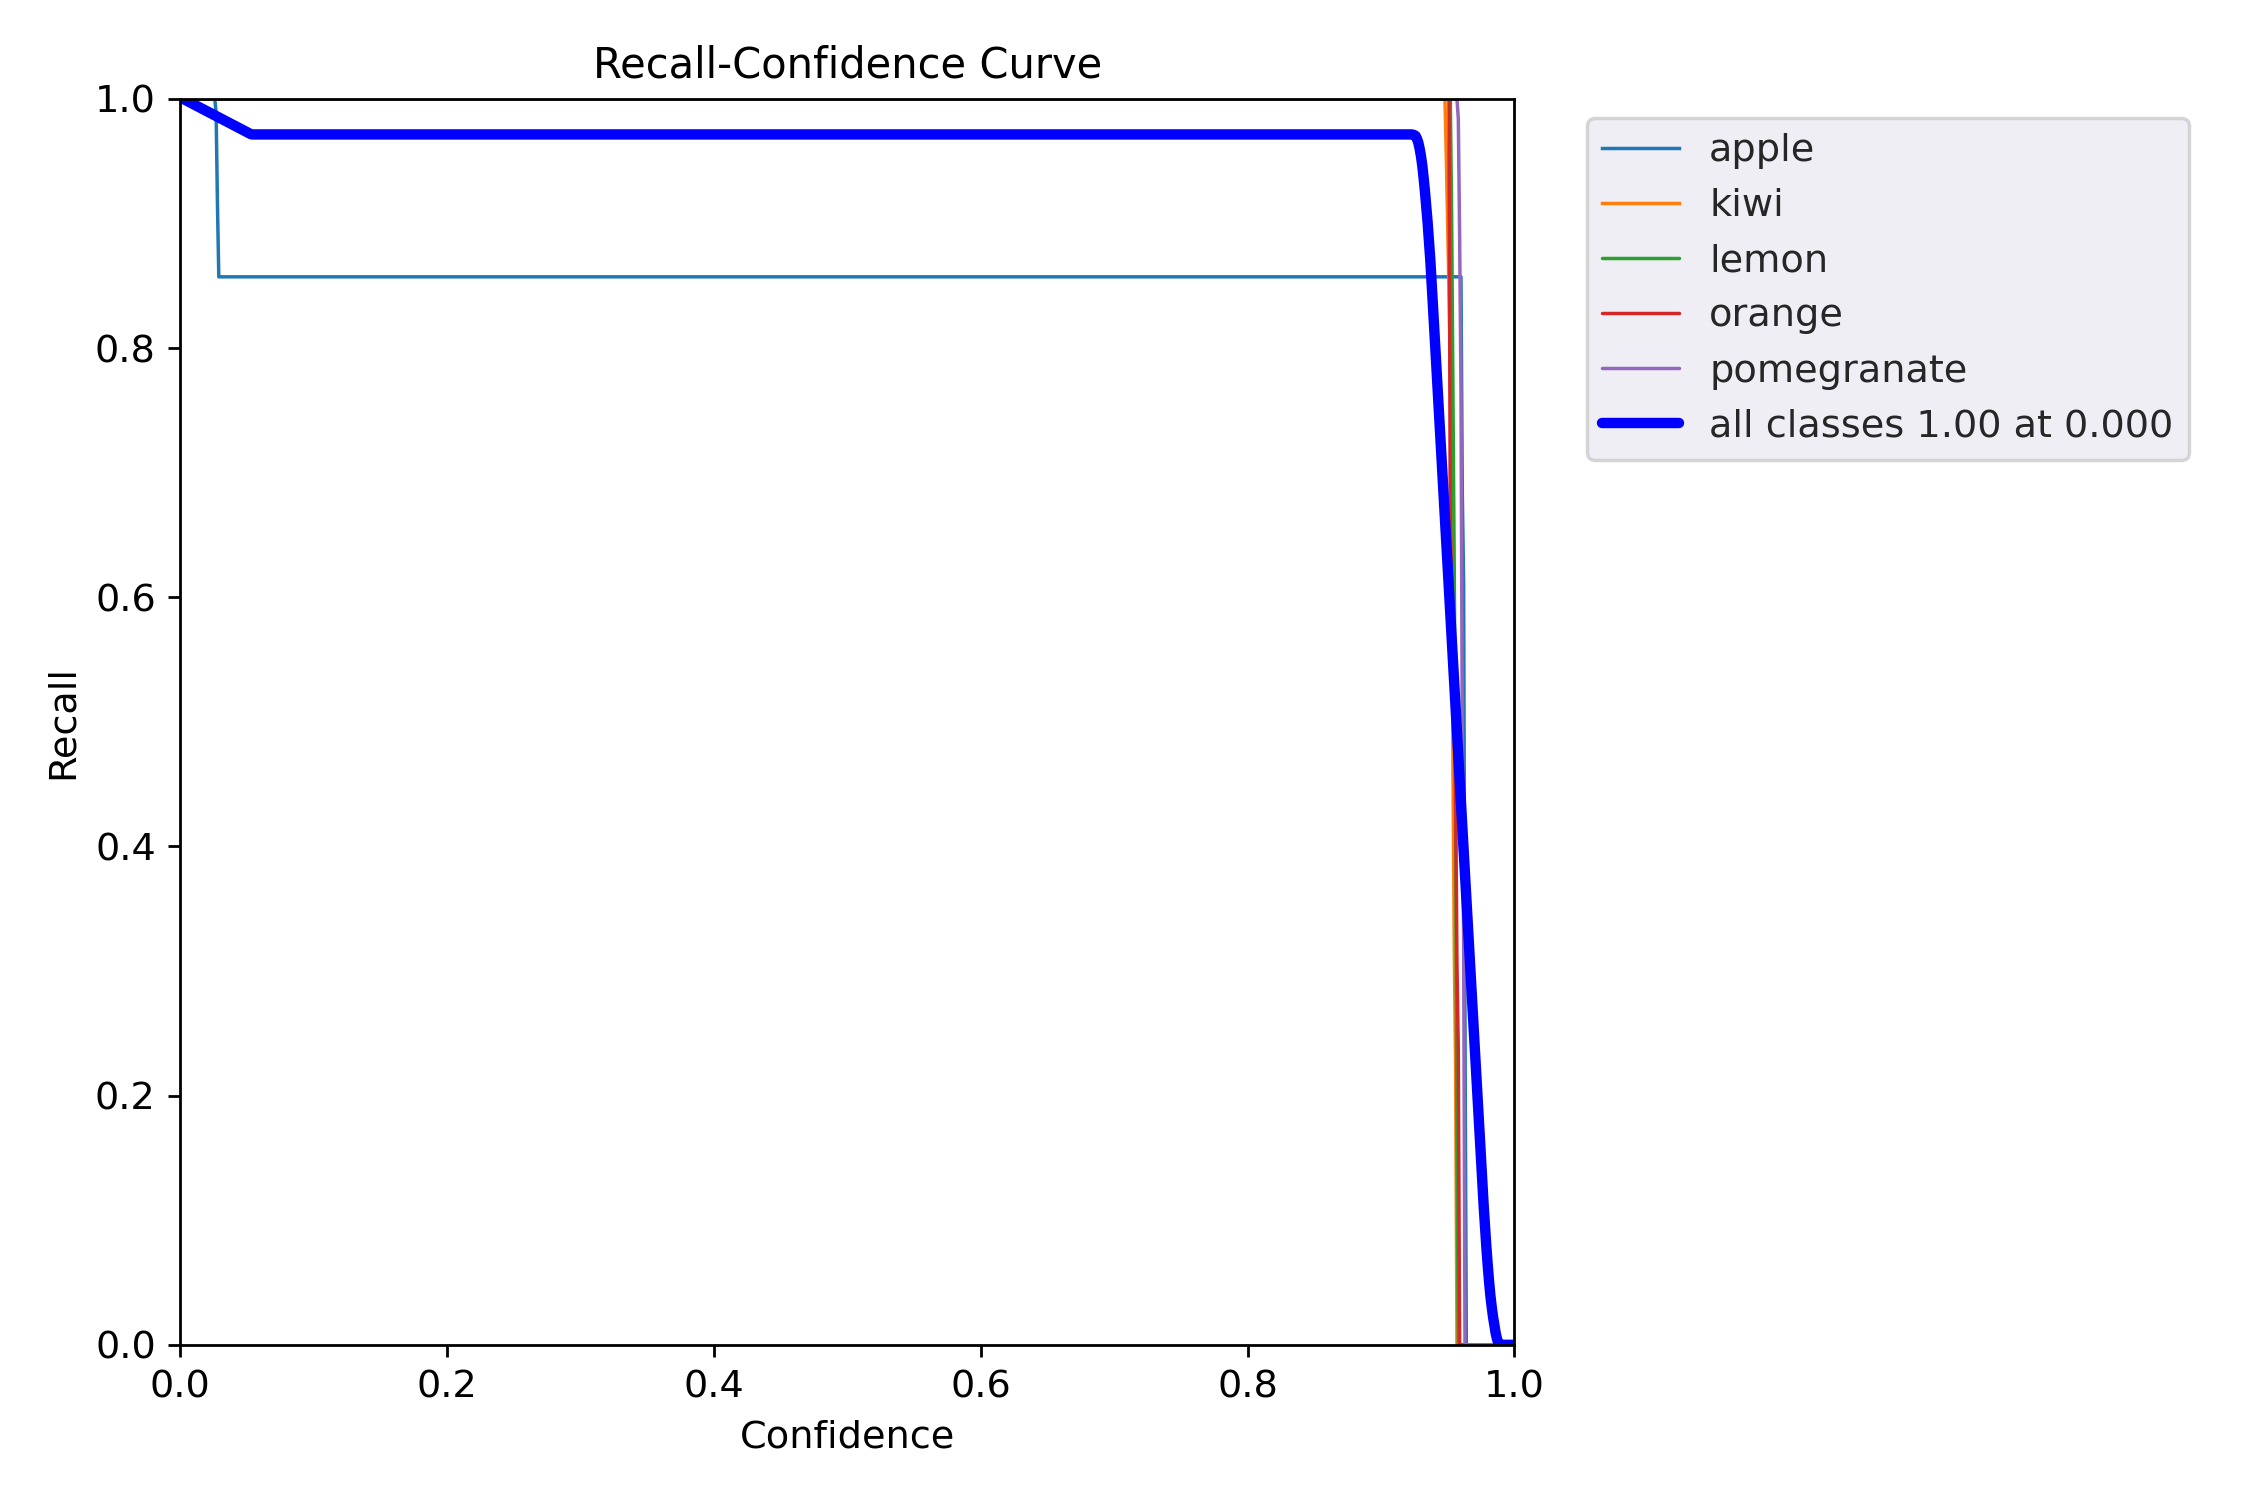 Recall-Confidence Curve
1.0
0.8
0.6
0.4
0.2
0.0
Recall
0.0 0.2 0.4 0.6 0.8 1.0
Confidence
apple
kiwi
lemon
orange
pomegranate
all classes 1.00 at 0.000